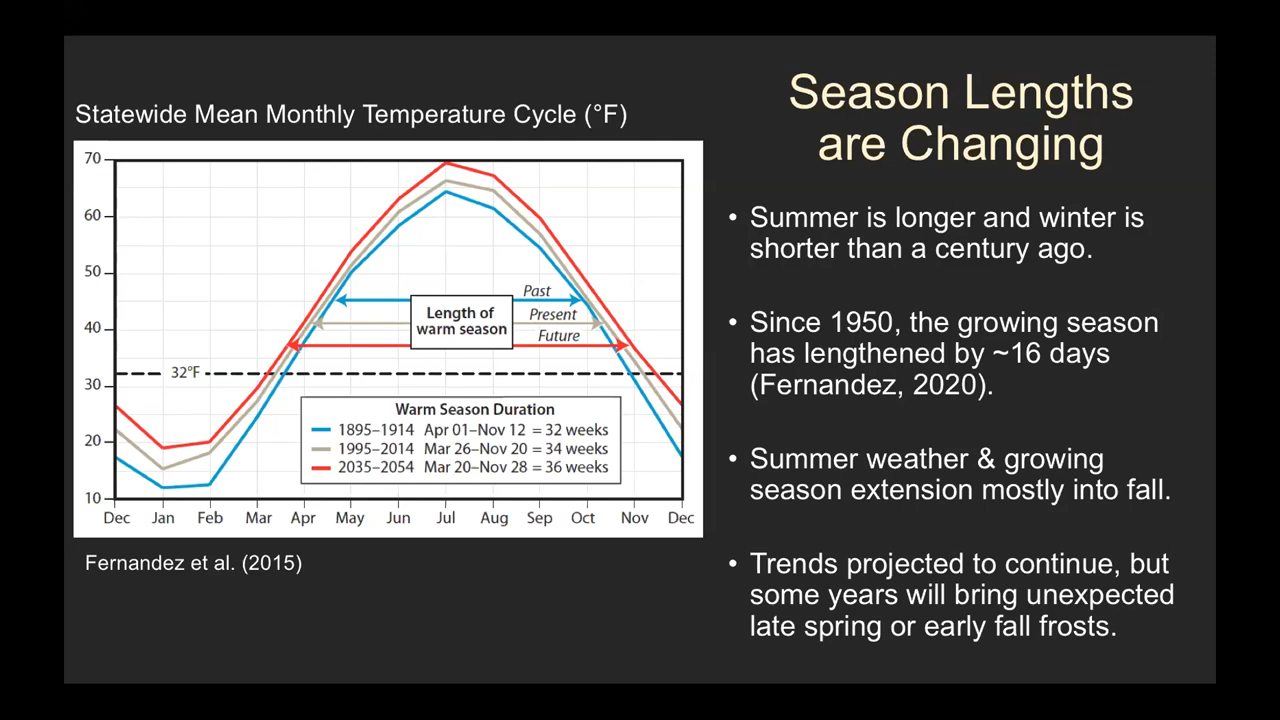 Season Lengths
are Changing
Statewide Mean Monthly Temperature Cycle (°F)
70
60
50
40
30
20
10
Past
Present
Future
Length of
warm season
32°F
Warm Season Duration
1895–1914 Apr 01–Nov 12 = 32 weeks
1995–2014 Mar 26–Nov 20 = 34 weeks
2035–2054 Mar 20–Nov 28 = 36 weeks
Dec Jan Feb Mar Apr May Jun Jul Aug Sep Oct Nov Dec
Fernandez et al. (2015)
• Summer is longer and winter is
shorter than a century ago.
• Since 1950, the growing season
has lengthened by ~16 days
(Fernandez, 2020).
• Summer weather & growing
season extension mostly into fall.
• Trends projected to continue, but
some years will bring unexpected
late spring or early fall frosts.